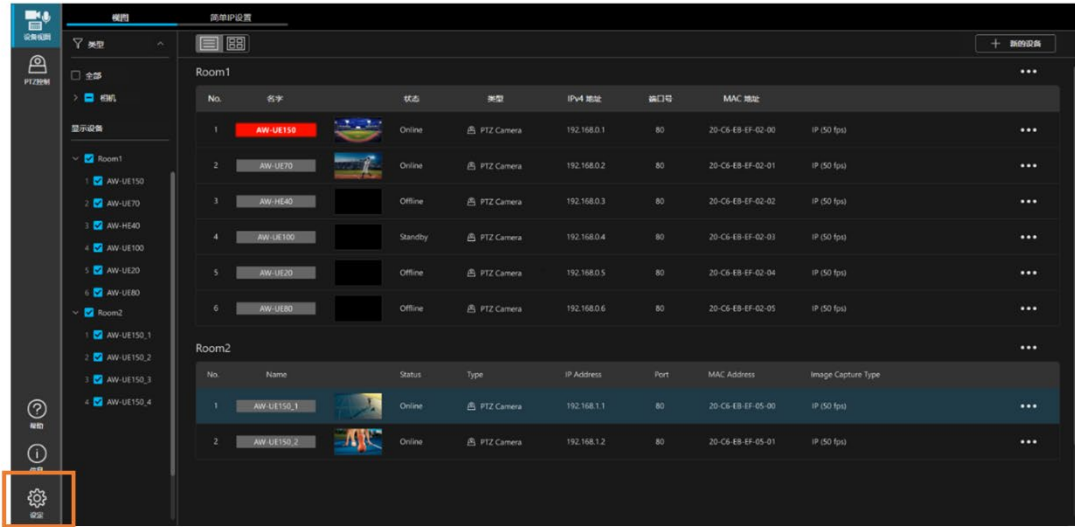 设备视图
PTZ控制
帮助
信息
设定
视图
简单IP设置
类型
全部
相机
显示设备
Room1
1 AW-UE150
2 AW-UE70
3 AW-HE40
4 AW-UE100
5 AW-UE20
6 AW-UE80
Room2
1 AW-UE150_1
2 AW-UE150_2
3 AW-UE150_3
4 AW-UE150_4
+ 新的设备
Room1
No. 名字 状态 类型 IPv4 地址 端口号 MAC 地址
1 AW-UE150 Online PTZ Camera 192.168.0.1 80 20-C6-EB-EF-02-00 IP (50 fps)
2 AW-UE70 Online PTZ Camera 192.168.0.2 80 20-C6-EB-EF-02-01 IP (50 fps)
3 AW-HE40 Offline PTZ Camera 192.168.0.3 80 20-C6-EB-EF-02-02 IP (50 fps)
4 AW-UE100 Standby PTZ Camera 192.168.0.4 80 20-C6-EB-EF-02-03 IP (50 fps)
5 AW-UE20 Offline PTZ Camera 192.168.0.5 80 20-C6-EB-EF-02-04 IP (50 fps)
6 AW-UE80 Offline PTZ Camera 192.168.0.6 80 20-C6-EB-EF-02-05 IP (50 fps)
Room2
No. Name Status Type IP Address Port MAC Address Image Capture Type
1 AW-UE150_1 Online PTZ Camera 192.168.1.1 80 20-C6-EB-EF-05-00 IP (50 fps)
2 AW-UE150_2 Online PTZ Camera 192.168.1.2 80 20-C6-EB-EF-05-01 IP (50 fps)